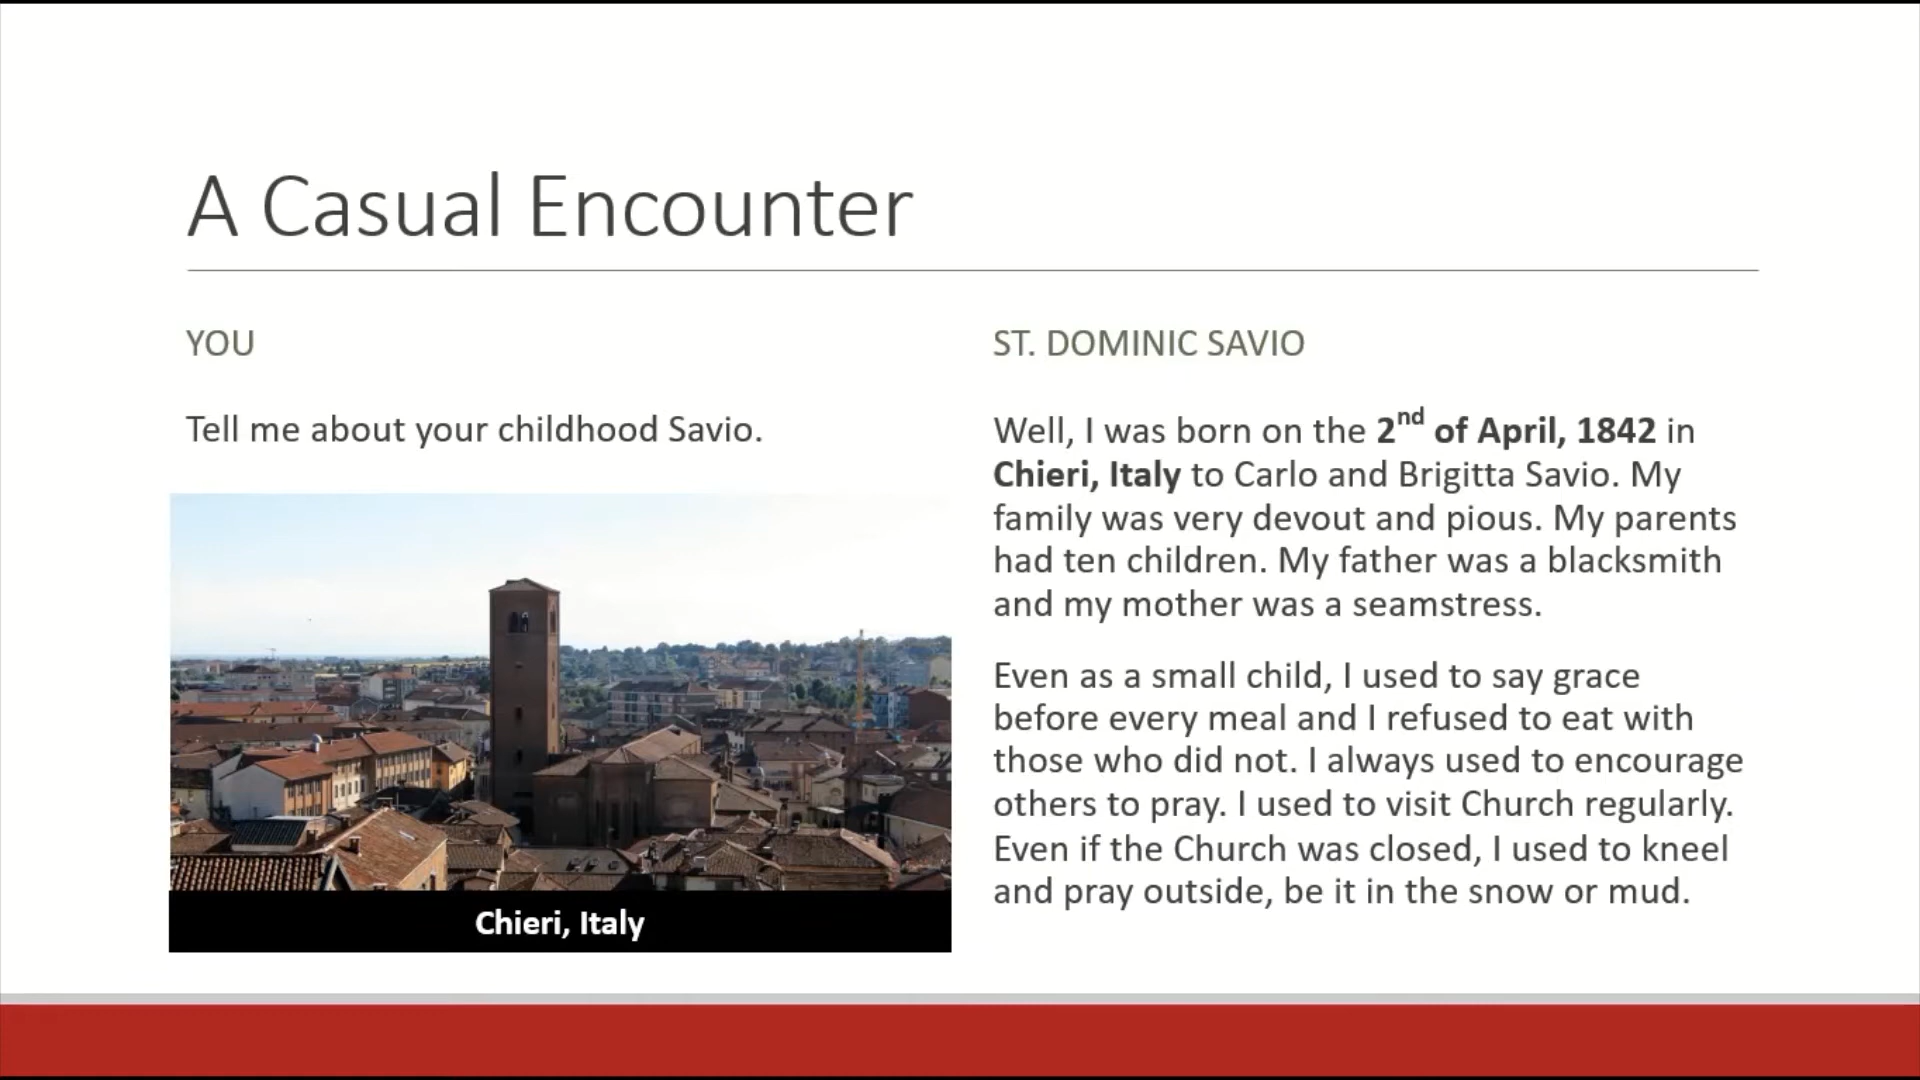 A Casual Encounter
YOU
Tell me about your childhood Savio.
Chieri, Italy
ST. DOMINIC SAVIO
Well, I was born on the 2nd of April, 1842 in
Chieri, Italy to Carlo and Brigitta Savio. My
family was very devout and pious. My parents
had ten children. My father was a blacksmith
and my mother was a seamstress.
Even as a small child, I used to say grace
before every meal and I refused to eat with
those who did not. I always used to encourage
others to pray. I used to visit Church regularly.
Even if the Church was closed, I used to kneel
and pray outside, be it in the snow or mud.